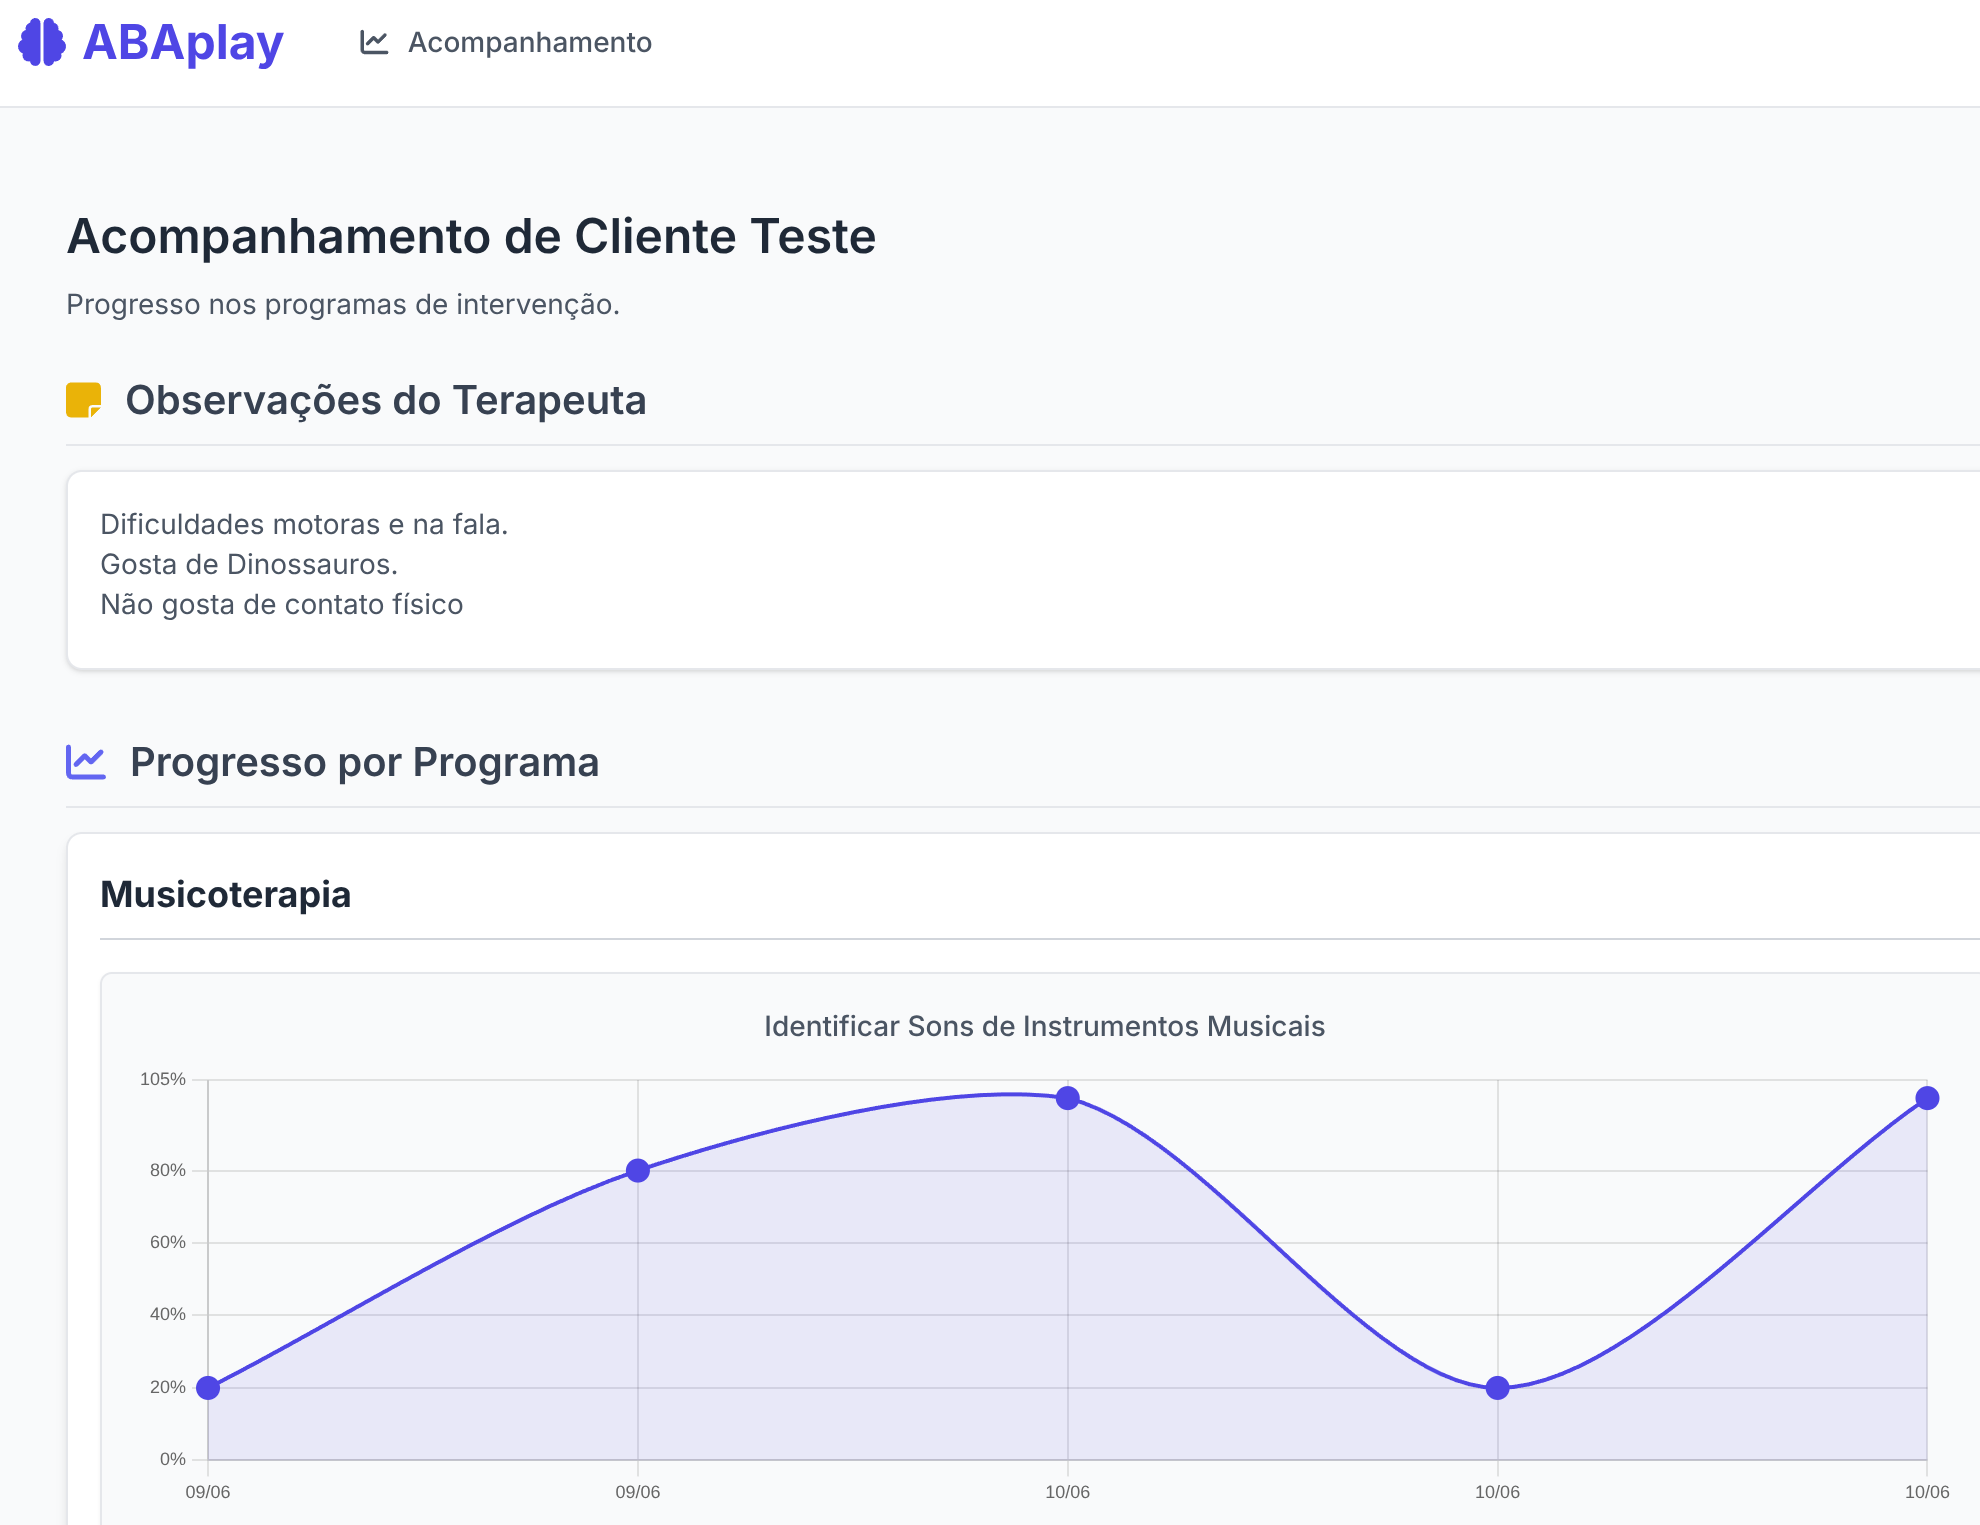 ABAplay
Acompanhamento
Acompanhamento de Cliente Teste
Progresso nos programas de intervenção.
Observações do Terapeuta
Dificuldades motoras e na fala.
Gosta de Dinossauros.
Não gosta de contato físico
Progresso por Programa
Musicoterapia
Identificar Sons de Instrumentos Musicais
105%
80%
60%
40%
20%
0%
09/06 09/06 10/06 10/06 10/06